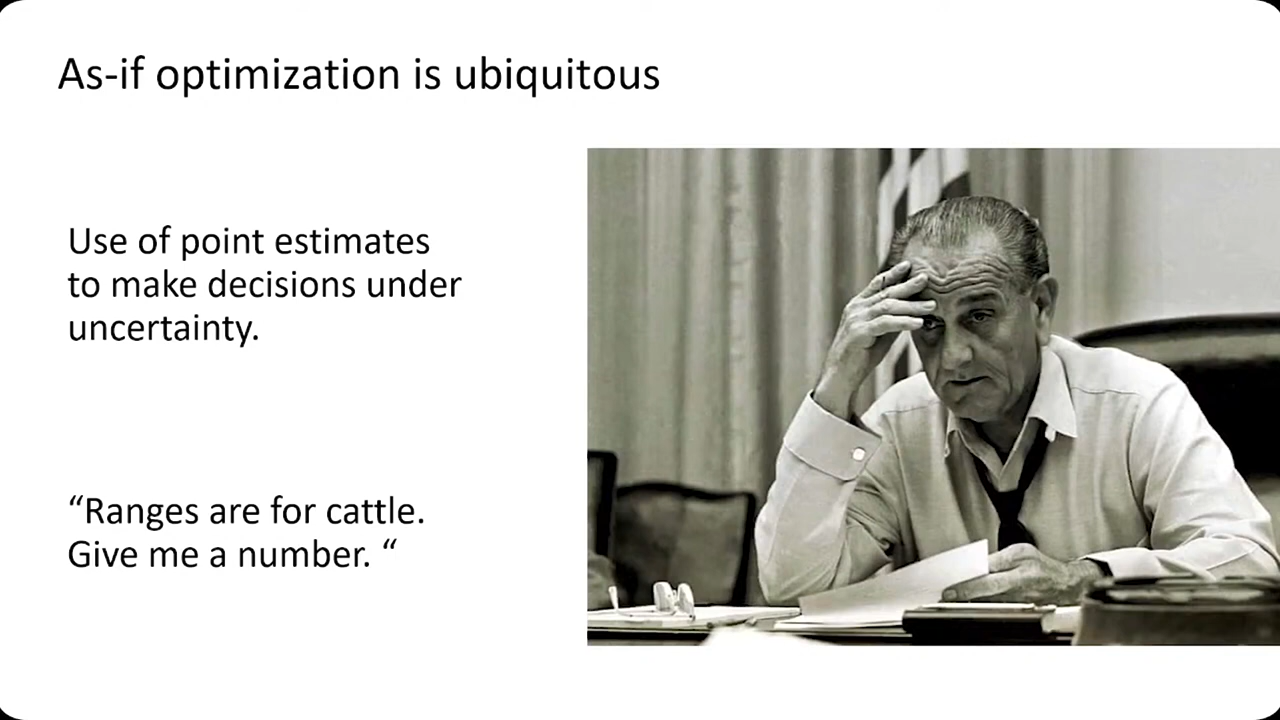 As-if optimization is ubiquitous
Use of point estimates
to make decisions under
uncertainty.
“Ranges are for cattle.
Give me a number. “